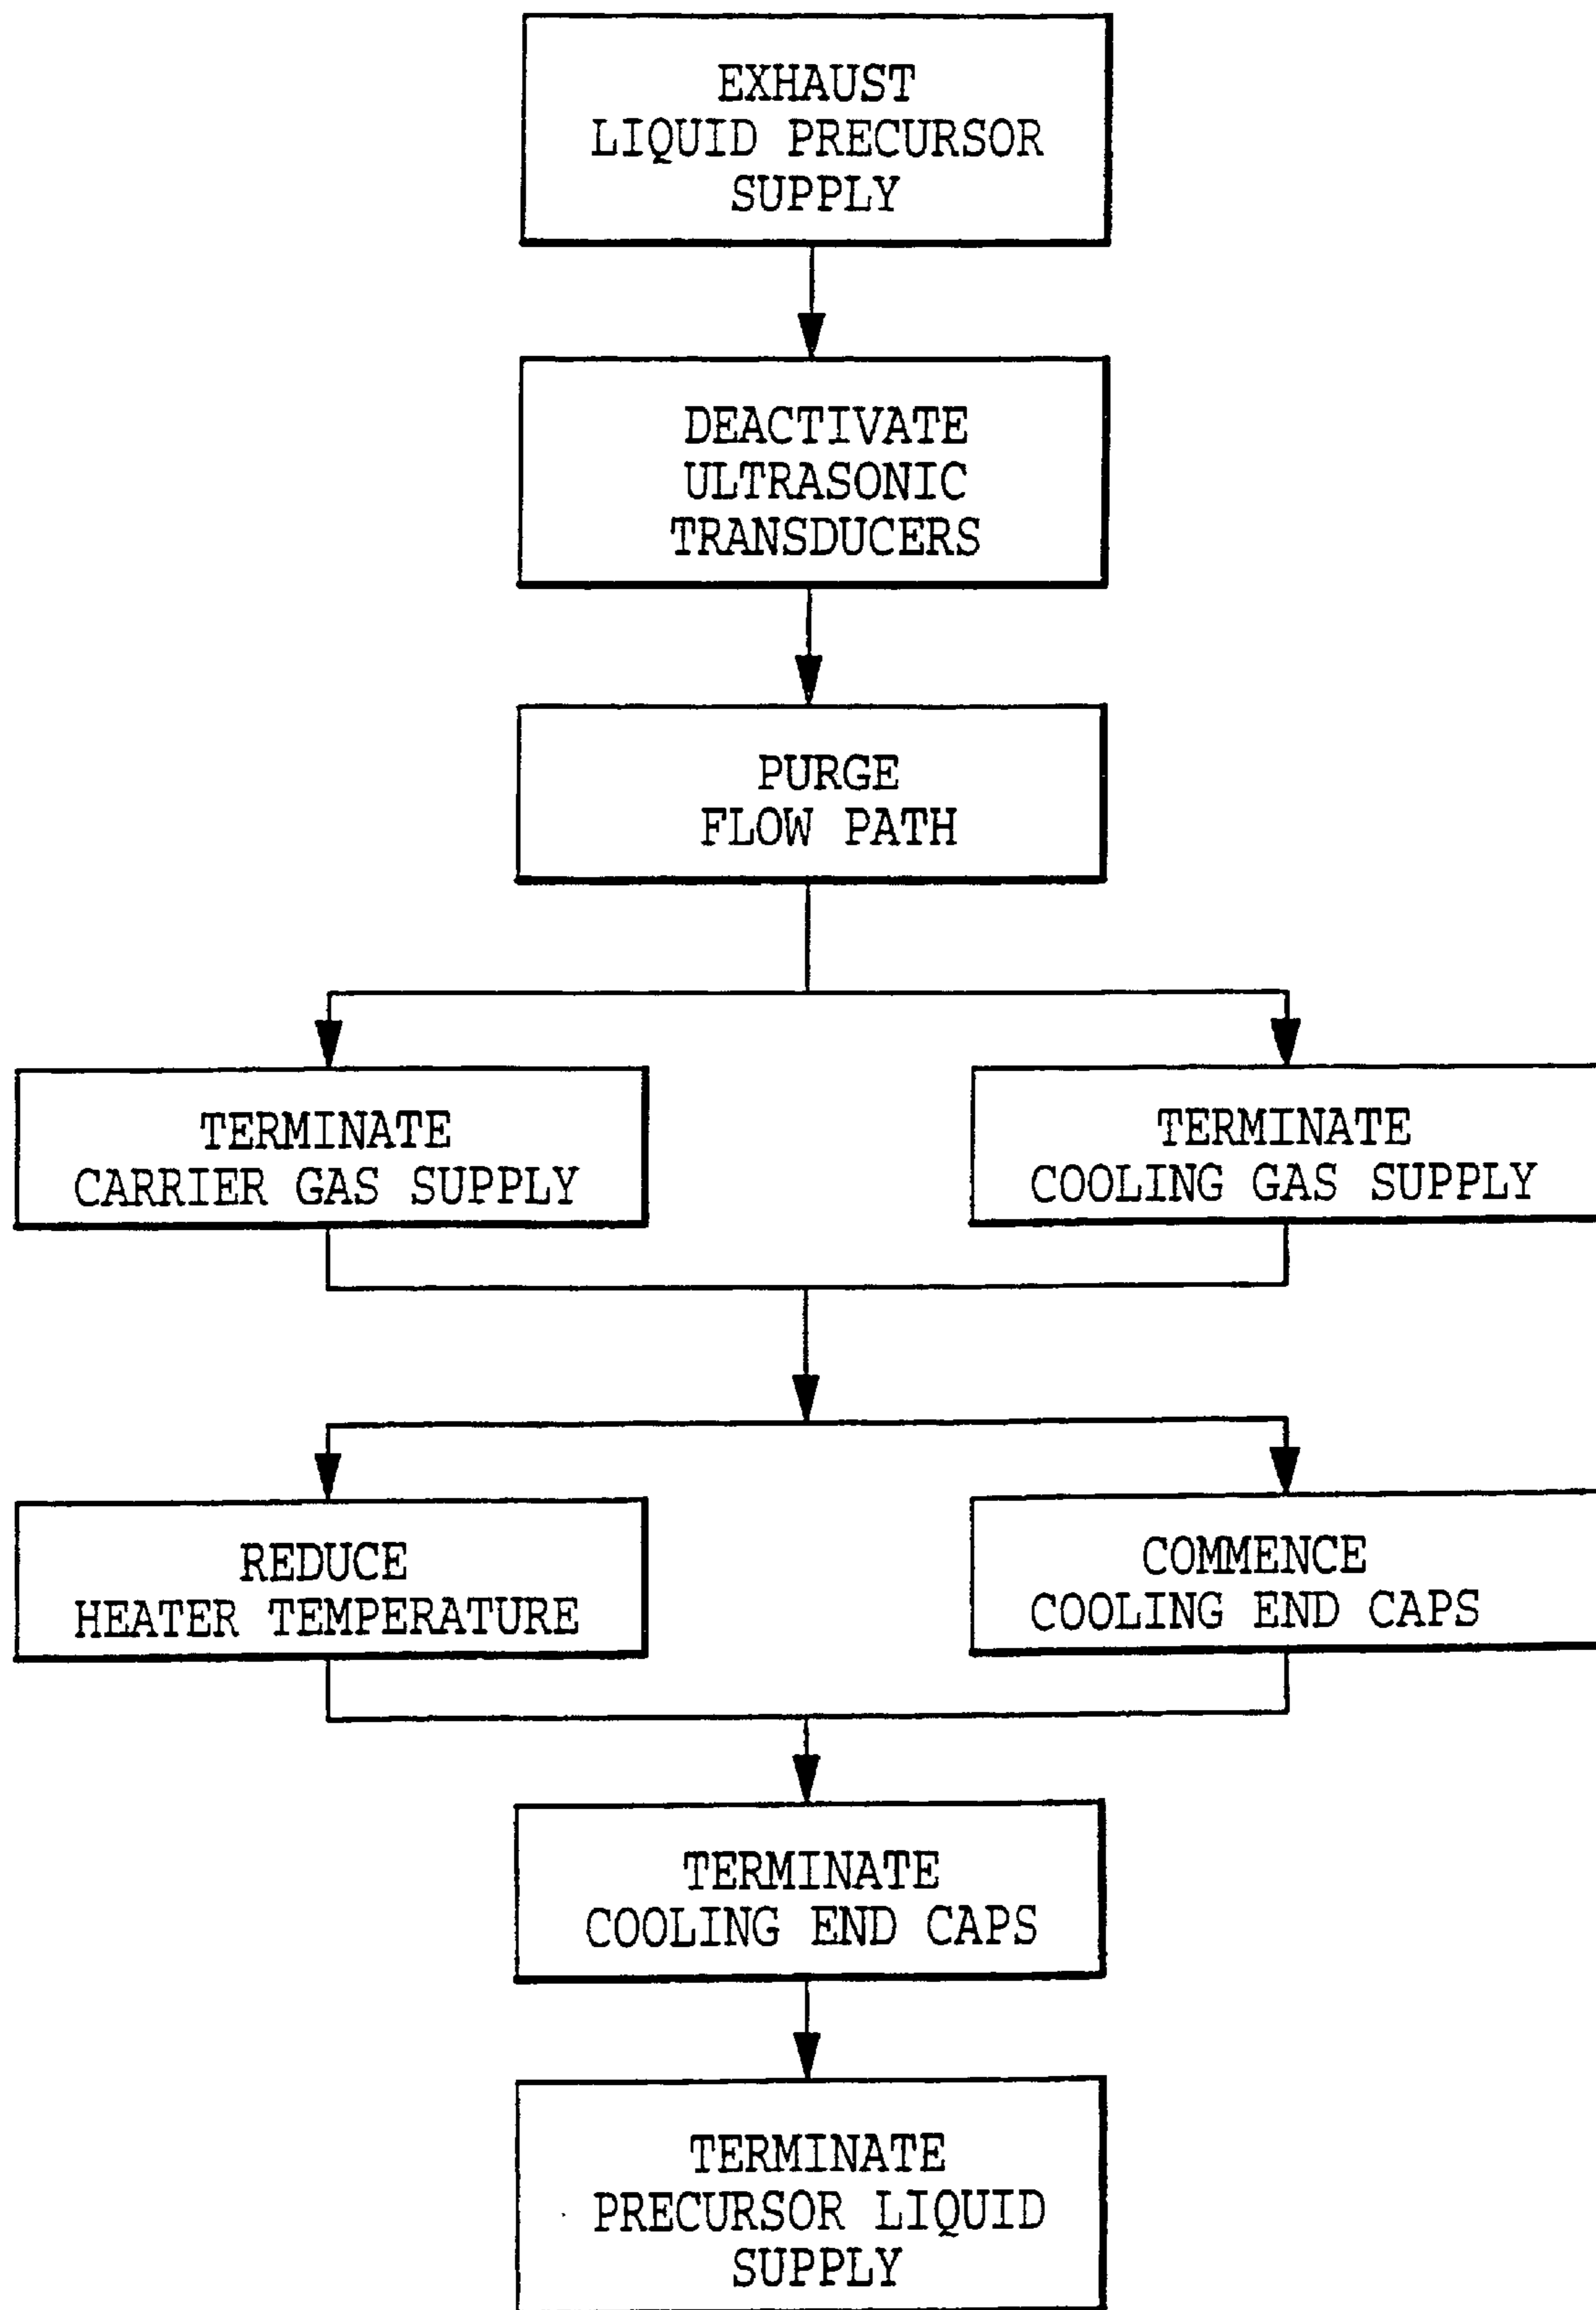 EXHAUST
LIQUID PRECURSOR
SUPPLY
DEACTIVATE
ULTRASONIC
TRANSDUCERS
PURGE
FLOW PATH
TERMINATE
CARRIER GAS SUPPLY
TERMINATE
COOLING GAS SUPPLY
REDUCE
HEATER TEMPERATURE
COMMENCE
COOLING END CAPS
TERMINATE
COOLING END CAPS
TERMINATE
PRECURSOR LIQUID
SUPPLY